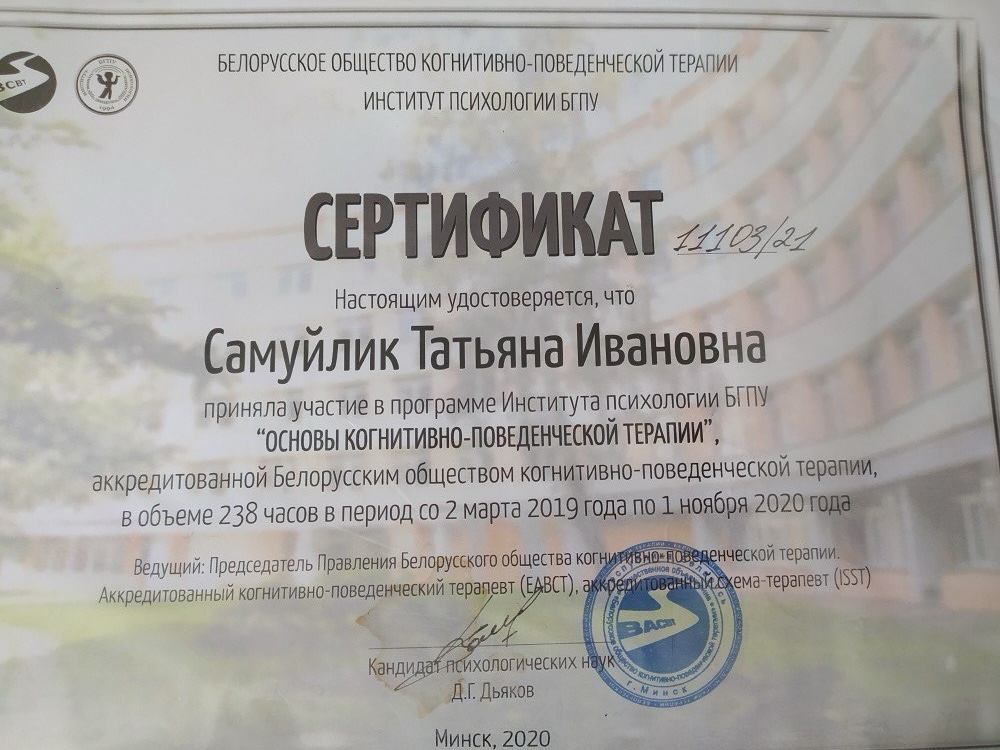 БЕЛОРУССКОЕ ОБЩЕСТВО КОГНИТИВНО-ПОВЕДЕНЧЕСКОЙ ТЕРАПИИ
ИНСТИТУТ ПСИХОЛОГИИ БГПУ
СЕРТИФИКАТ 11103/21
Настоящим удостоверяется, что
Самуйлик Татьяна Ивановна
приняла участие в программе Института психологии БГПУ
“ОСНОВЫ КОГНИТИВНО-ПОВЕДЕНЧЕСКОЙ ТЕРАПИИ”,
аккредитованной Белорусским обществом когнитивно-поведенческой терапии,
в объеме 238 часов в период со 2 марта 2019 года по 1 ноября 2020 года
Ведущий: Председатель Правления Белорусского общества когнитивно-поведенческой терапии.
Аккредитованный когнитивно-поведенческий терапевт (EABCT), аккредитованный схема-терапевт (ISST)
BACBT
г. Минск
Кандидат психологических наук
Д.Г. Дьяков
Минск, 2020